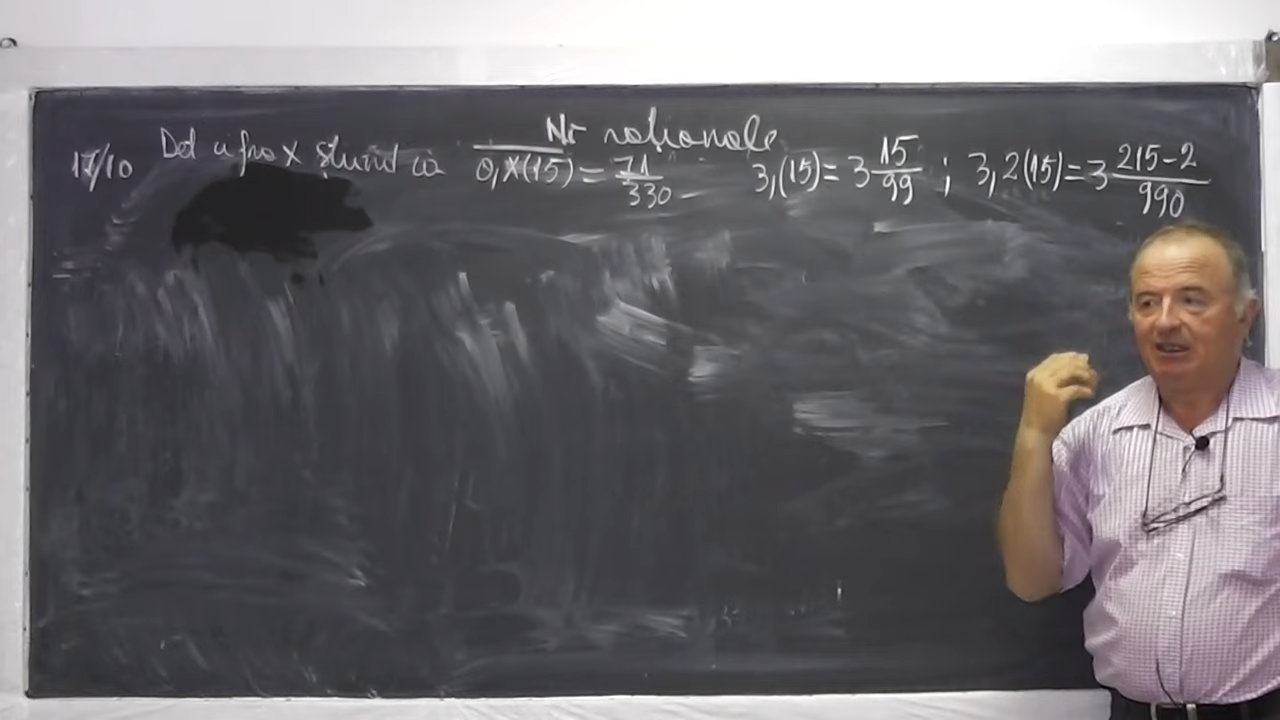 Nr raționale
17/10 Det cifra x știind că 0,x(15) = 71/330 3,(15) = 3 15/99 ; 3,2(15) = 3 215-2/990